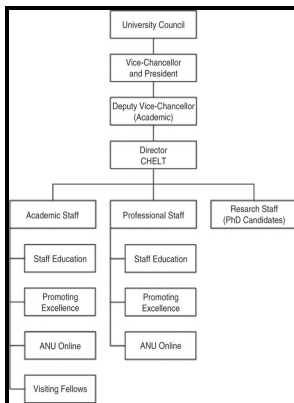 University Council
Vice-Chancellor
and President
Deputy Vice-Chancellor
(Academic)
Director
CHELT
Academic Staff
Professional Staff
Resarch Staff
(PhD Candidates)
Staff Education
Staff Education
Promoting
Excellence
Promoting
Excellence
ANU Online
ANU Online
Visiting Fellows